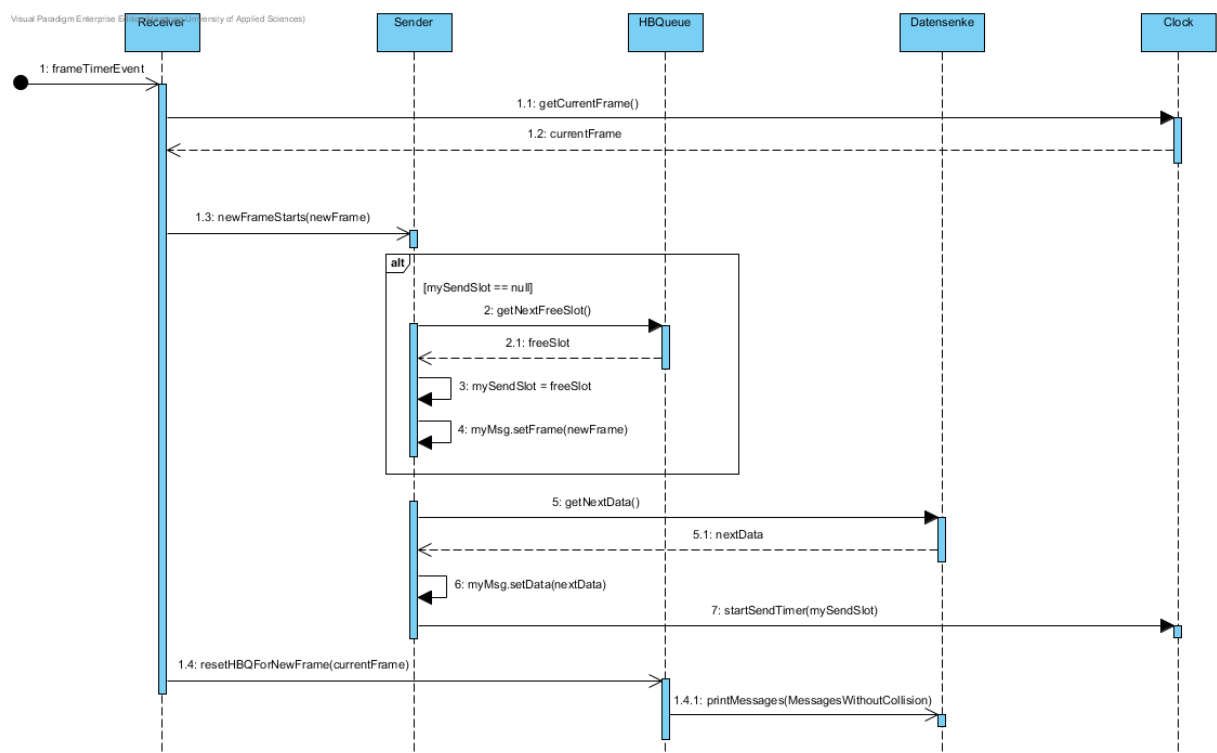 Visual Paradigm Enterprise Edition
University of Applied Sciences)
Receiver
Sender
HBQueue
Datensenke
Clock
1: frameTimerEvent
1.1: getCurrentFrame()
1.2: currentFrame
1.3: newFrameStarts(newFrame)
alt
[mySendSlot == null]
2: getNextFreeSlot()
2.1: freeSlot
3: mySendSlot = freeSlot
4: myMsg.setFrame(newFrame)
5: getNextData()
5.1: nextData
6: myMsg.setData(nextData)
7: startSendTimer(mySendSlot)
1.4: resetHBQForNewFrame(currentFrame)
1.4.1: printMessages(MessagesWithoutCollision)